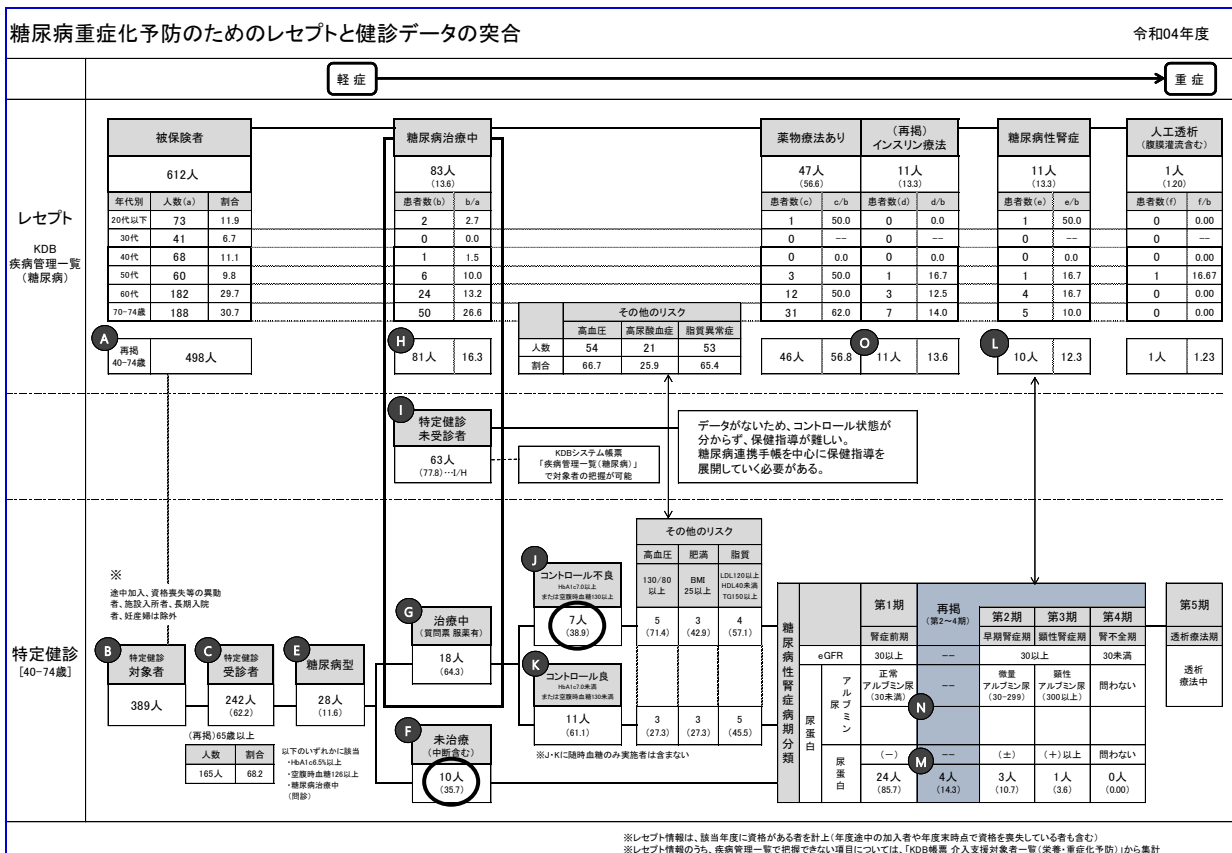 糖尿病重症化予防のためのレセプトと健診データの突合
令和04年度
軽症
重症
レセプト
KDB
疾病管理一覧
(糖尿病)
被保険者
612人
年代別 人数(a) 割合
20代以下 73 11.9
30代 41 6.7
40代 68 11.1
50代 60 9.8
60代 182 29.7
70-74歳 188 30.7
A
再掲
40-74歳
498人
糖尿病治療中
83人
(13.6)
患者数(b) b/a
2 2.7
0 0.0
1 1.5
6 10.0
24 13.2
50 26.6
H
81人 16.3
その他のリスク
高血圧 高尿酸血症 脂質異常症
人数 54 21 53
割合 66.7 25.9 65.4
薬物療法あり
47人
(56.6)
患者数(c) c/b
1 50.0
0 --
0 0.0
3 50.0
12 50.0
31 62.0
46人 56.8
(再掲)
インスリン療法
11人
(13.3)
患者数(d) d/b
0 0.0
0 --
0 0.0
1 16.7
3 12.5
7 14.0
O
11人 13.6
糖尿病性腎症
11人
(13.3)
患者数(e) e/b
1 50.0
0 --
0 0.0
1 16.7
4 16.7
5 10.0
L
10人 12.3
人工透析
(腹膜灌流含む)
1人
(1.20)
患者数(f) f/b
0 0.00
0 --
0 0.00
1 16.67
0 0.00
0 0.00
1人 1.23
I
特定健診
未受診者
63人
(77.8)…I/H
KDBシステム帳票
「疾病管理一覧(糖尿病)」
で対象者の把握が可能
データがないため、コントロール状態が
分からず、保健指導が難しい。
糖尿病連携手帳を中心に保健指導を
展開していく必要がある。
特定健診
[40-74歳]
※
途中加入、資格喪失等の異動
者、施設入所者、長期入院
者、妊産婦は除外
B
特定健診
対象者
389人
C
特定健診
受診者
242人
(62.2)
(再掲)65歳以上
人数 割合
165人 68.2
E
糖尿病型
28人
(11.6)
以下のいずれかに該当
・HbA1c6.5%以上
・空腹時血糖126以上
・糖尿病治療中
(問診)
G
治療中
(質問票 服薬有)
18人
(64.3)
F
未治療
(中断含む)
10人
(35.7)
J
コントロール不良
HbA1c7.0以上
または空腹時血糖130以上
7人
(38.9)
K
コントロール良
HbA1c7.0未満
または空腹時血糖130未満
11人
(61.1)
※J・Kに随時血糖のみ実施者は含まない
その他のリスク
高血圧 肥満 脂質
130/80
以上
BMI
25以上
LDL120以上
HDL40未満
TG150以上
5 3 4
(71.4) (42.9) (57.1)
3 3 5
(27.3) (27.3) (45.5)
糖尿病性腎症病期分類
第1期
再掲
(第2~4期)
第2期 第3期 第4期
第5期
腎症前期
早期腎症期 顕性腎症期 腎不全期
透析療法期
eGFR 30以上 -- 30以上 30未満
尿蛋白
尿アルブミン
正常
アルブミン尿
(30未満)
--
N
微量
アルブミン尿
(30-299)
顕性
アルブミン尿
(300以上)
問わない
透析
療法中
尿蛋白
(-) -- (±) (+)以上 問わない
M
24人 4人 3人 1人 0人
(85.7) (14.3) (10.7) (3.6) (0.00)
※レセプト情報は、該当年度に資格がある者を計上(年度途中の加入者や年度末時点で資格を喪失している者も含む)
※レセプト情報のうち、疾病管理一覧で把握できない項目については、「KDB帳票 介入支援対象者一覧(栄養・重症化予防)」から集計